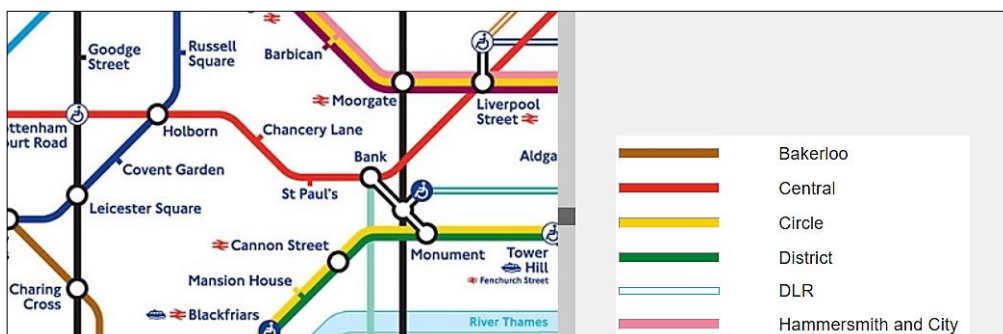 Goodge
Street
Russell
Square
Barbican
Moorgate
Liverpool
Street
ottenham
ourt Road
Holborn
Chancery Lane
Bank
Aldga
Covent Garden
St Paul's
Leicester Square
Cannon Street
Monument
Tower
Hill
Fenchurch Street
Mansion House
Charing
Cross
Blackfriars
River Thames
Bakerloo
Central
Circle
District
DLR
Hammersmith and City